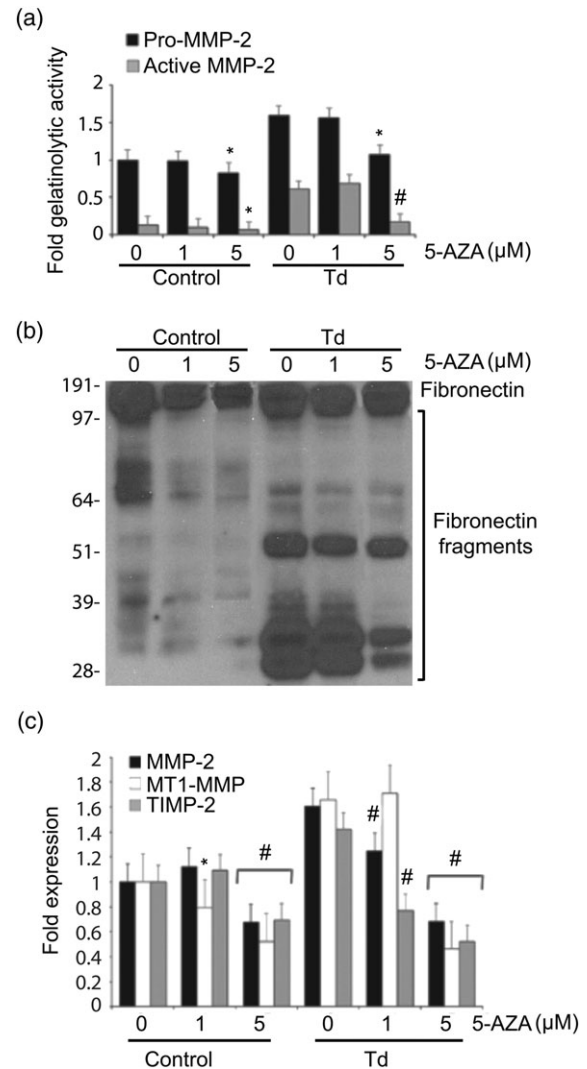 (a)
Pro-MMP-2
Active MMP-2
Fold gelatinolytic activity
2
1.5
1
0.5
0
0 1 5 0 1 5 5-AZA (µM)
Control Td
(b)
Control Td
0 1 5 0 1 5 5-AZA (µM)
191- Fibronectin
97-
64-
51-
39-
28-
Fibronectin
fragments
(c)
MMP-2
MT1-MMP
TIMP-2
Fold expression
2
1.8
1.6
1.4
1.2
1
0.8
0.6
0.4
0.2
0
* * * #
* # # # #
0 1 5 0 1 5 5-AZA (µM)
Control Td